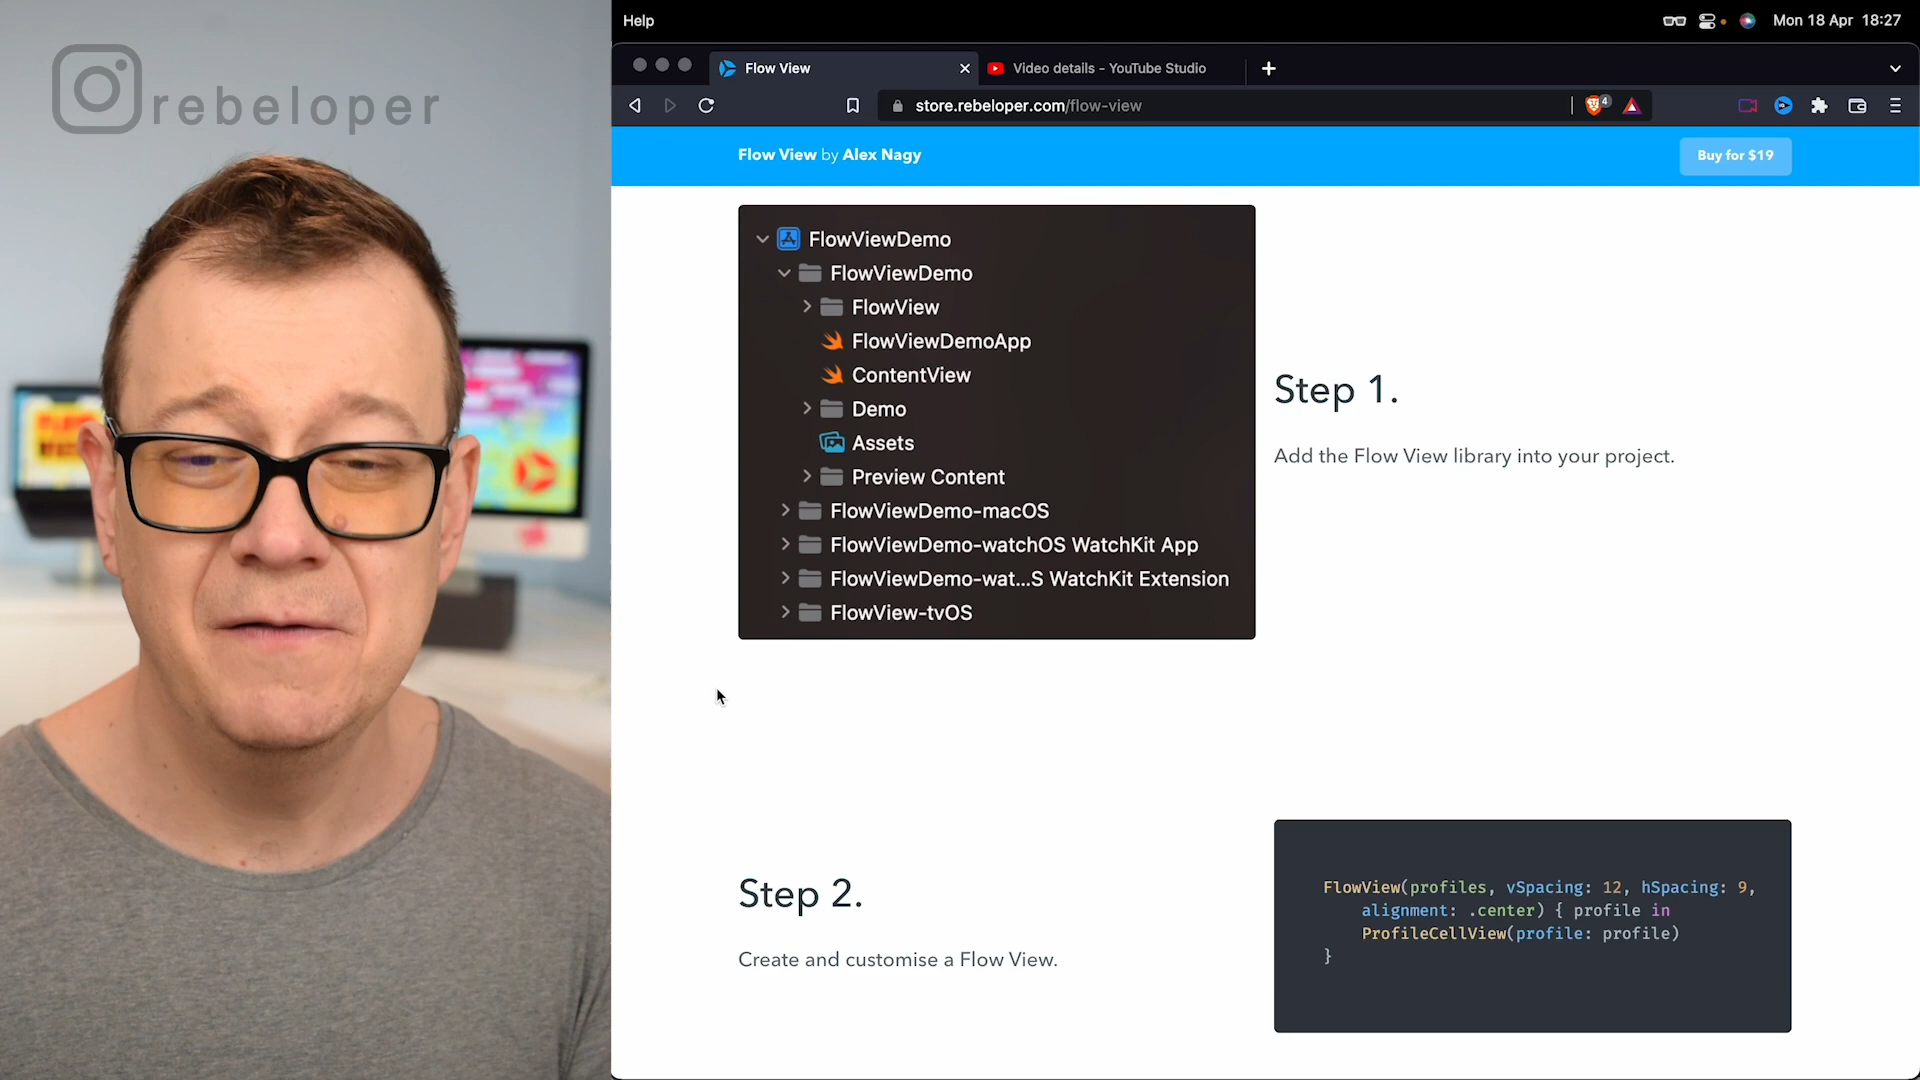 rebeloper
Help
Mon 18 Apr 18:27
Flow View
Video details - YouTube Studio
store.rebeloper.com/flow-view
4
Flow View by Alex Nagy
Buy for $19
FlowViewDemo
FlowViewDemo
FlowView
FlowViewDemoApp
ContentView
Demo
Assets
Preview Content
FlowViewDemo-macOS
FlowViewDemo-watchOS WatchKit App
FlowViewDemo-wat...S WatchKit Extension
FlowView-tvOS
Step 1.
Add the Flow View library into your project.
Step 2.
Create and customise a Flow View.
FlowView(profiles, vSpacing: 12, hSpacing: 9,
alignment: .center) { profile in
ProfileCellView(profile: profile)
}